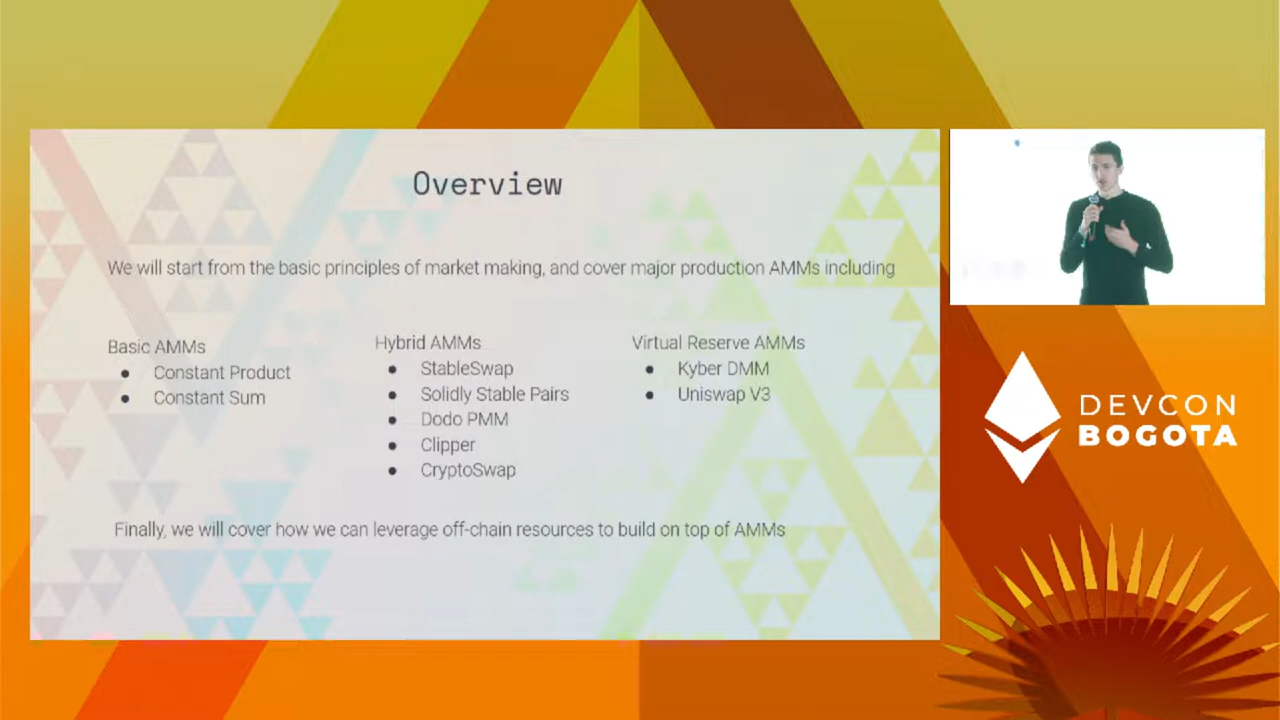 Overview
We will start from the basic principles of market making, and cover major production AMMs including
Basic AMMs
● Constant Product
● Constant Sum
Hybrid AMMs
● StableSwap
● Solidly Stable Pairs
● Dodo PMM
● Clipper
● CryptoSwap
Virtual Reserve AMMs
● Kyber DMM
● Uniswap V3
Finally, we will cover how we can leverage off-chain resources to build on top of AMMs
DEVCON
BOGOTA